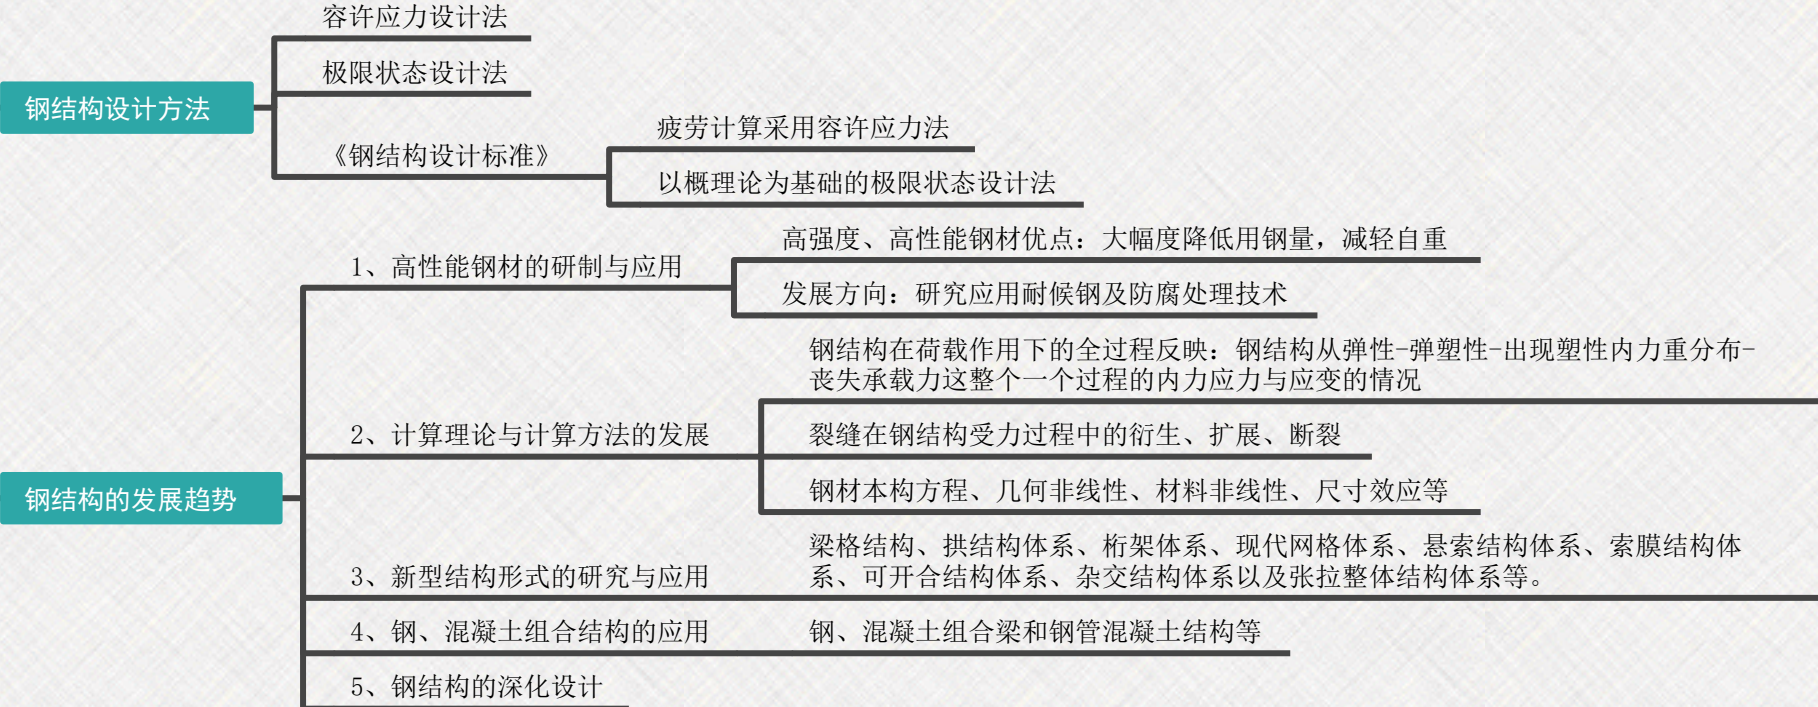 容许应力设计法
极限状态设计法
钢结构设计方法
《钢结构设计标准》
疲劳计算采用容许应力法
以概理论为基础的极限状态设计法
钢结构的发展趋势
1、高性能钢材的研制与应用
高强度、高性能钢材优点：大幅度降低用钢量，减轻自重
发展方向：研究应用耐候钢及防腐处理技术
2、计算理论与计算方法的发展
钢结构在荷载作用下的全过程反映：钢结构从弹性-弹塑性-出现塑性内力重分布-
丧失承载力这整个一个过程的内力应力与应变的情况
裂缝在钢结构受力过程中的衍生、扩展、断裂
钢材本构方程、几何非线性、材料非线性、尺寸效应等
3、新型结构形式的研究与应用
梁格结构、拱结构体系、桁架体系、现代网格体系、悬索结构体系、索膜结构体
系、可开合结构体系、杂交结构体系以及张拉整体结构体系等。
4、钢、混凝土组合结构的应用
钢、混凝土组合梁和钢管混凝土结构等
5、钢结构的深化设计